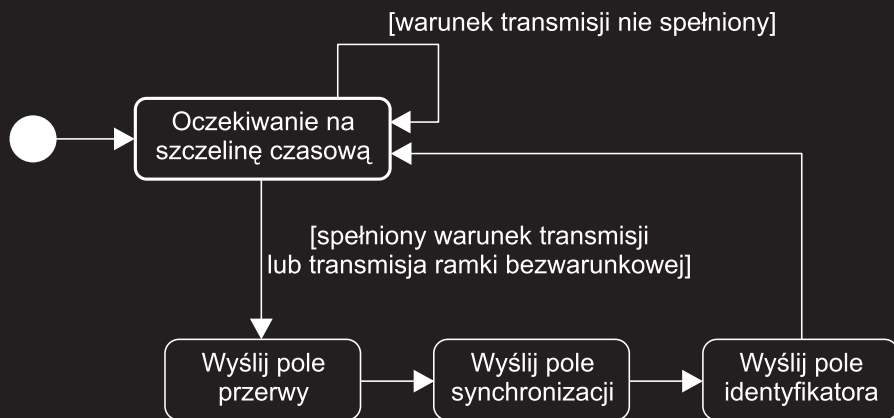 [warunek transmisji nie spełniony]
Oczekiwanie na
szczelinę czasową
[spełniony warunek transmisji
lub transmisja ramki bezwarunkowej]
Wyślij pole
przerwy
Wyślij pole
synchronizacji
Wyślij pole
identyfikatora